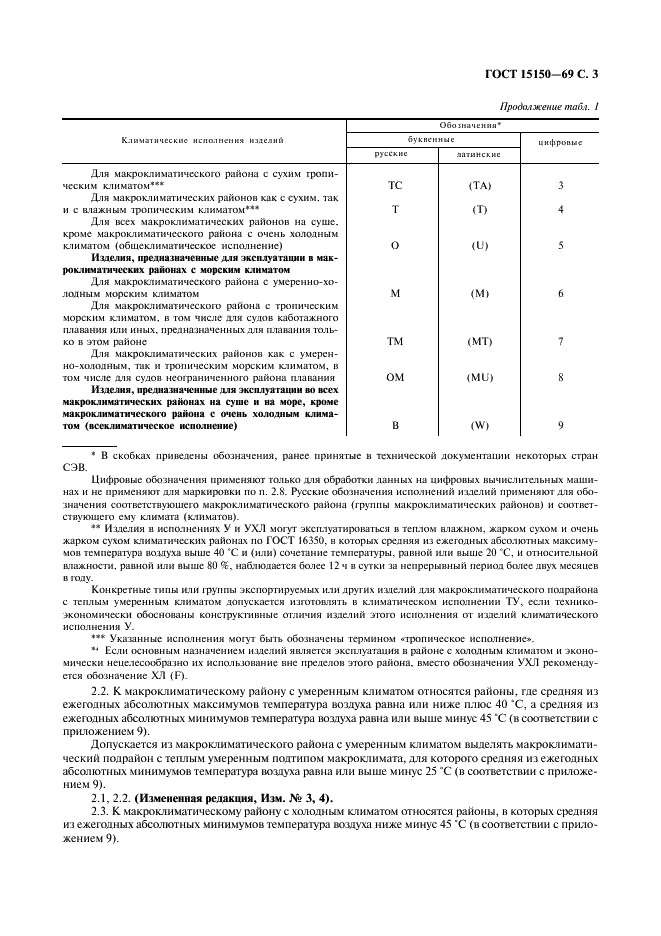 ГОСТ 15150—69 С. 3
Продолжение табл. 1
Климатические исполнения изделий
Обозначения*
буквенные
цифровые
русские
латинские
Для макроклиматического района с сухим тропи-
ческим климатом*** ТС (TA) 3
Для макроклиматических районов как с сухим, так
и с влажным тропическим климатом*** Т (T) 4
Для всех макроклиматических районов на суше,
кроме макроклиматического района с очень холодным
климатом (общеклиматическое исполнение) О (U) 5
Изделия, предназначенные для эксплуатации в мак-
роклиматических районах с морским климатом
Для макроклиматического района с умеренно-хо-
лодным морским климатом М (M) 6
Для макроклиматического района с тропическим
морским климатом, в том числе для судов каботажного
плавания или иных, предназначенных для плавания толь-
ко в этом районе ТМ (MT) 7
Для макроклиматических районов как с умерен-
но-холодным, так и тропическим морским климатом, в
том числе для судов неограниченного района плавания ОМ (MU) 8
Изделия, предназначенные для эксплуатации во всех
макроклиматических районах на суше и на море, кроме
макроклиматического района с очень холодным клима-
том (всеклиматическое исполнение) В (W) 9
* В скобках приведены обозначения, ранее принятые в технической документации некоторых стран
СЭВ.
Цифровые обозначения применяют только для обработки данных на цифровых вычислительных маши-
нах и не применяют для маркировки по п. 2.8. Русские обозначения исполнений изделий применяют для обо-
значения соответствующего макроклиматического района (группы макроклиматических районов) и соответ-
ствующего ему климата (климатов).
** Изделия в исполнениях У и УХЛ могут эксплуатироваться в теплом влажном, жарком сухом и очень
жарком сухом климатических районах по ГОСТ 16350, в которых средняя из ежегодных абсолютных максиму-
мов температура воздуха выше 40 °С и (или) сочетание температуры, равной или выше 20 °С, и относительной
влажности, равной или выше 80 %, наблюдается более 12 ч в сутки за непрерывный период более двух месяцев
в году.
Конкретные типы или группы экспортируемых или других изделий для макроклиматического подрайона
с теплым умеренным климатом допускается изготовлять в климатическом исполнении ТУ, если технико-
экономически обоснованы конструктивные отличия изделий этого исполнения от изделий климатического
исполнения У.
*** Указанные исполнения могут быть обозначены термином «тропическое исполнение».
*⁴ Если основным назначением изделий является эксплуатация в районе с холодным климатом и эконо-
мически нецелесообразно их использование вне пределов этого района, вместо обозначения УХЛ рекоменду-
ется обозначение ХЛ (F).
2.2. К макроклиматическому району с умеренным климатом относятся районы, где средняя из
ежегодных абсолютных максимумов температура воздуха равна или ниже плюс 40 °С, а средняя из
ежегодных абсолютных минимумов температура воздуха равна или выше минус 45 °С (в соответствии с
приложением 9).
Допускается из макроклиматического района с умеренным климатом выделять макроклимати-
ческий подрайон с теплым умеренным подтипом макроклимата, для которого средняя из ежегодных
абсолютных минимумов температура воздуха равна или выше минус 25 °С (в соответствии с приложе-
нием 9).
2.1, 2.2. (Измененная редакция, Изм. № 3, 4).
2.3. К макроклиматическому району с холодным климатом относятся районы, в которых средняя
из ежегодных абсолютных минимумов температура воздуха ниже минус 45 °С (в соответствии с прило-
жением 9).